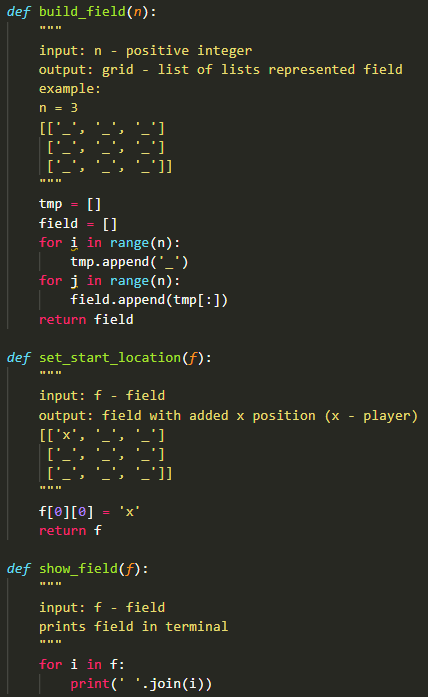 def build_field(n):
    """
    input: n - positive integer
    output: grid - list of lists represented field
    example:
    n = 3
    [['_', '_', '_']
     ['_', '_', '_']
     ['_', '_', '_']]
    """
    tmp = []
    field = []
    for i in range(n):
        tmp.append('_')
    for j in range(n):
        field.append(tmp[:])
    return field

def set_start_location(f):
    """
    input: f - field
    output: field with added x position (x - player)
    [['x', '_', '_']
     ['_', '_', '_']
     ['_', '_', '_']]
    """
    f[0][0] = 'x'
    return f

def show_field(f):
    """
    input: f - field
    prints field in terminal
    """
    for i in f:
        print(' '.join(i))